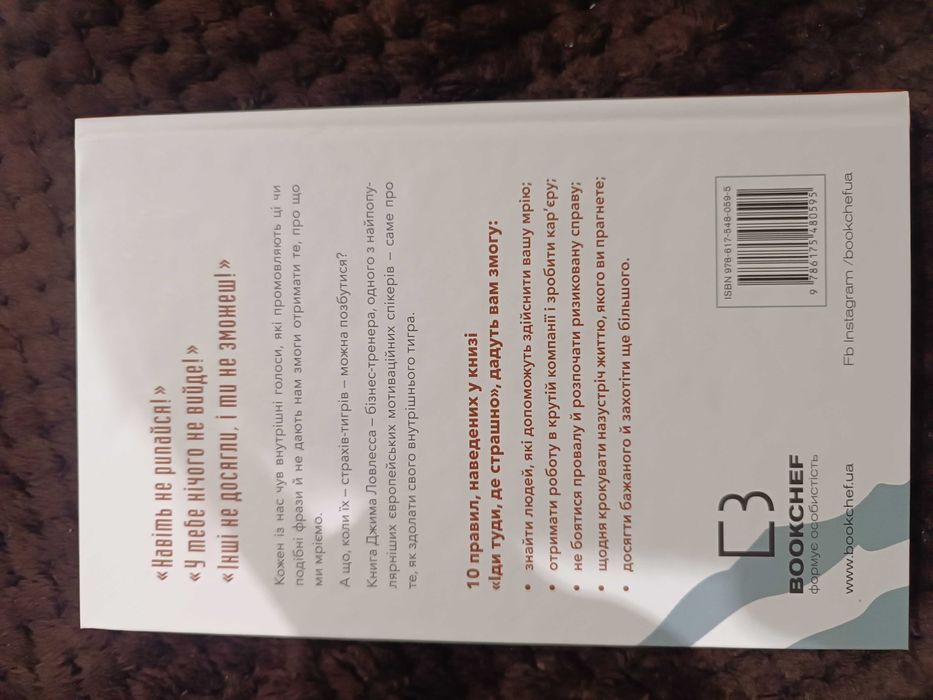 «Навіть не рипайся!»
«У тебе нічого не вийде!»
«Інші не досягли, і ти не зможеш!»
Кожен із нас чув внутрішні голоси, які промовляють ці чи
подібні фрази й не дають нам змоги отримати те, про що
ми мріємо.
А що, коли їх – страхів-тигрів – можна позбутися?
Книга Джима Ловлесса – бізнес-тренера, одного з найпопу-
лярніших європейських мотиваційних спікерів – саме про
те, як здолати свого внутрішнього тигра.
10 правил, наведених у книзі
«Іди туди, де страшно», дадуть вам змогу:
• знайти людей, які допоможуть здійснити вашу мрію;
• отримати роботу в крутій компанії і зробити кар'єру;
• не боятися провалу й розпочати ризиковану справу;
• щодня крокувати назустріч життю, якого ви прагнете;
• досягти бажаного й захотіти ще більшого.
BOOKCHEF
формує особистість
www.bookchef.ua
ISBN 978-617-548-059-5
9 786175 480595
Fb Instagram /bookchefua